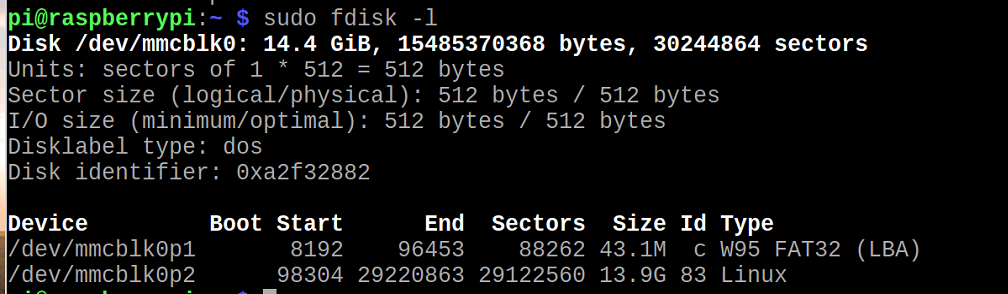 pi@raspberrypi:~ $ sudo fdisk -l
Disk /dev/mmcblk0: 14.4 GiB, 15485370368 bytes, 30244864 sectors
Units: sectors of 1 * 512 = 512 bytes
Sector size (logical/physical): 512 bytes / 512 bytes
I/O size (minimum/optimal): 512 bytes / 512 bytes
Disklabel type: dos
Disk identifier: 0xa2f32882
Device Boot Start End Sectors Size Id Type
/dev/mmcblk0p1 8192 96453 88262 43.1M c W95 FAT32 (LBA)
/dev/mmcblk0p2 98304 29220863 29122560 13.9G 83 Linux
pi@raspberrypi:~ $